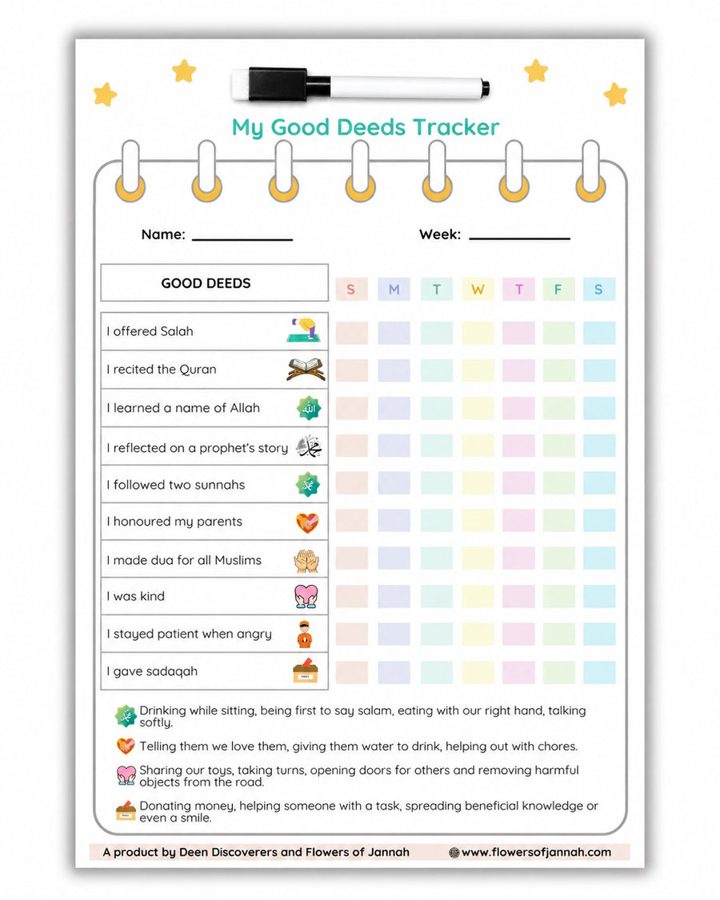 My Good Deeds Tracker
Name: Week:
GOOD DEEDS S M T W T F S
I offered Salah
I recited the Quran
I learned a name of Allah
الله
I reflected on a prophet's story
محمد
I followed two sunnahs
محمد
I honoured my parents
I made dua for all Muslims
I was kind
I stayed patient when angry
I gave sadaqah
محمد
Drinking while sitting, being first to say salam, eating with our right hand, talking
softly.
Telling them we love them, giving them water to drink, helping out with chores.
Sharing our toys, taking turns, opening doors for others and removing harmful
objects from the road.
Donating money, helping someone with a task, spreading beneficial knowledge or
even a smile.
A product by Deen Discoverers and Flowers of Jannah www.flowersofjannah.com